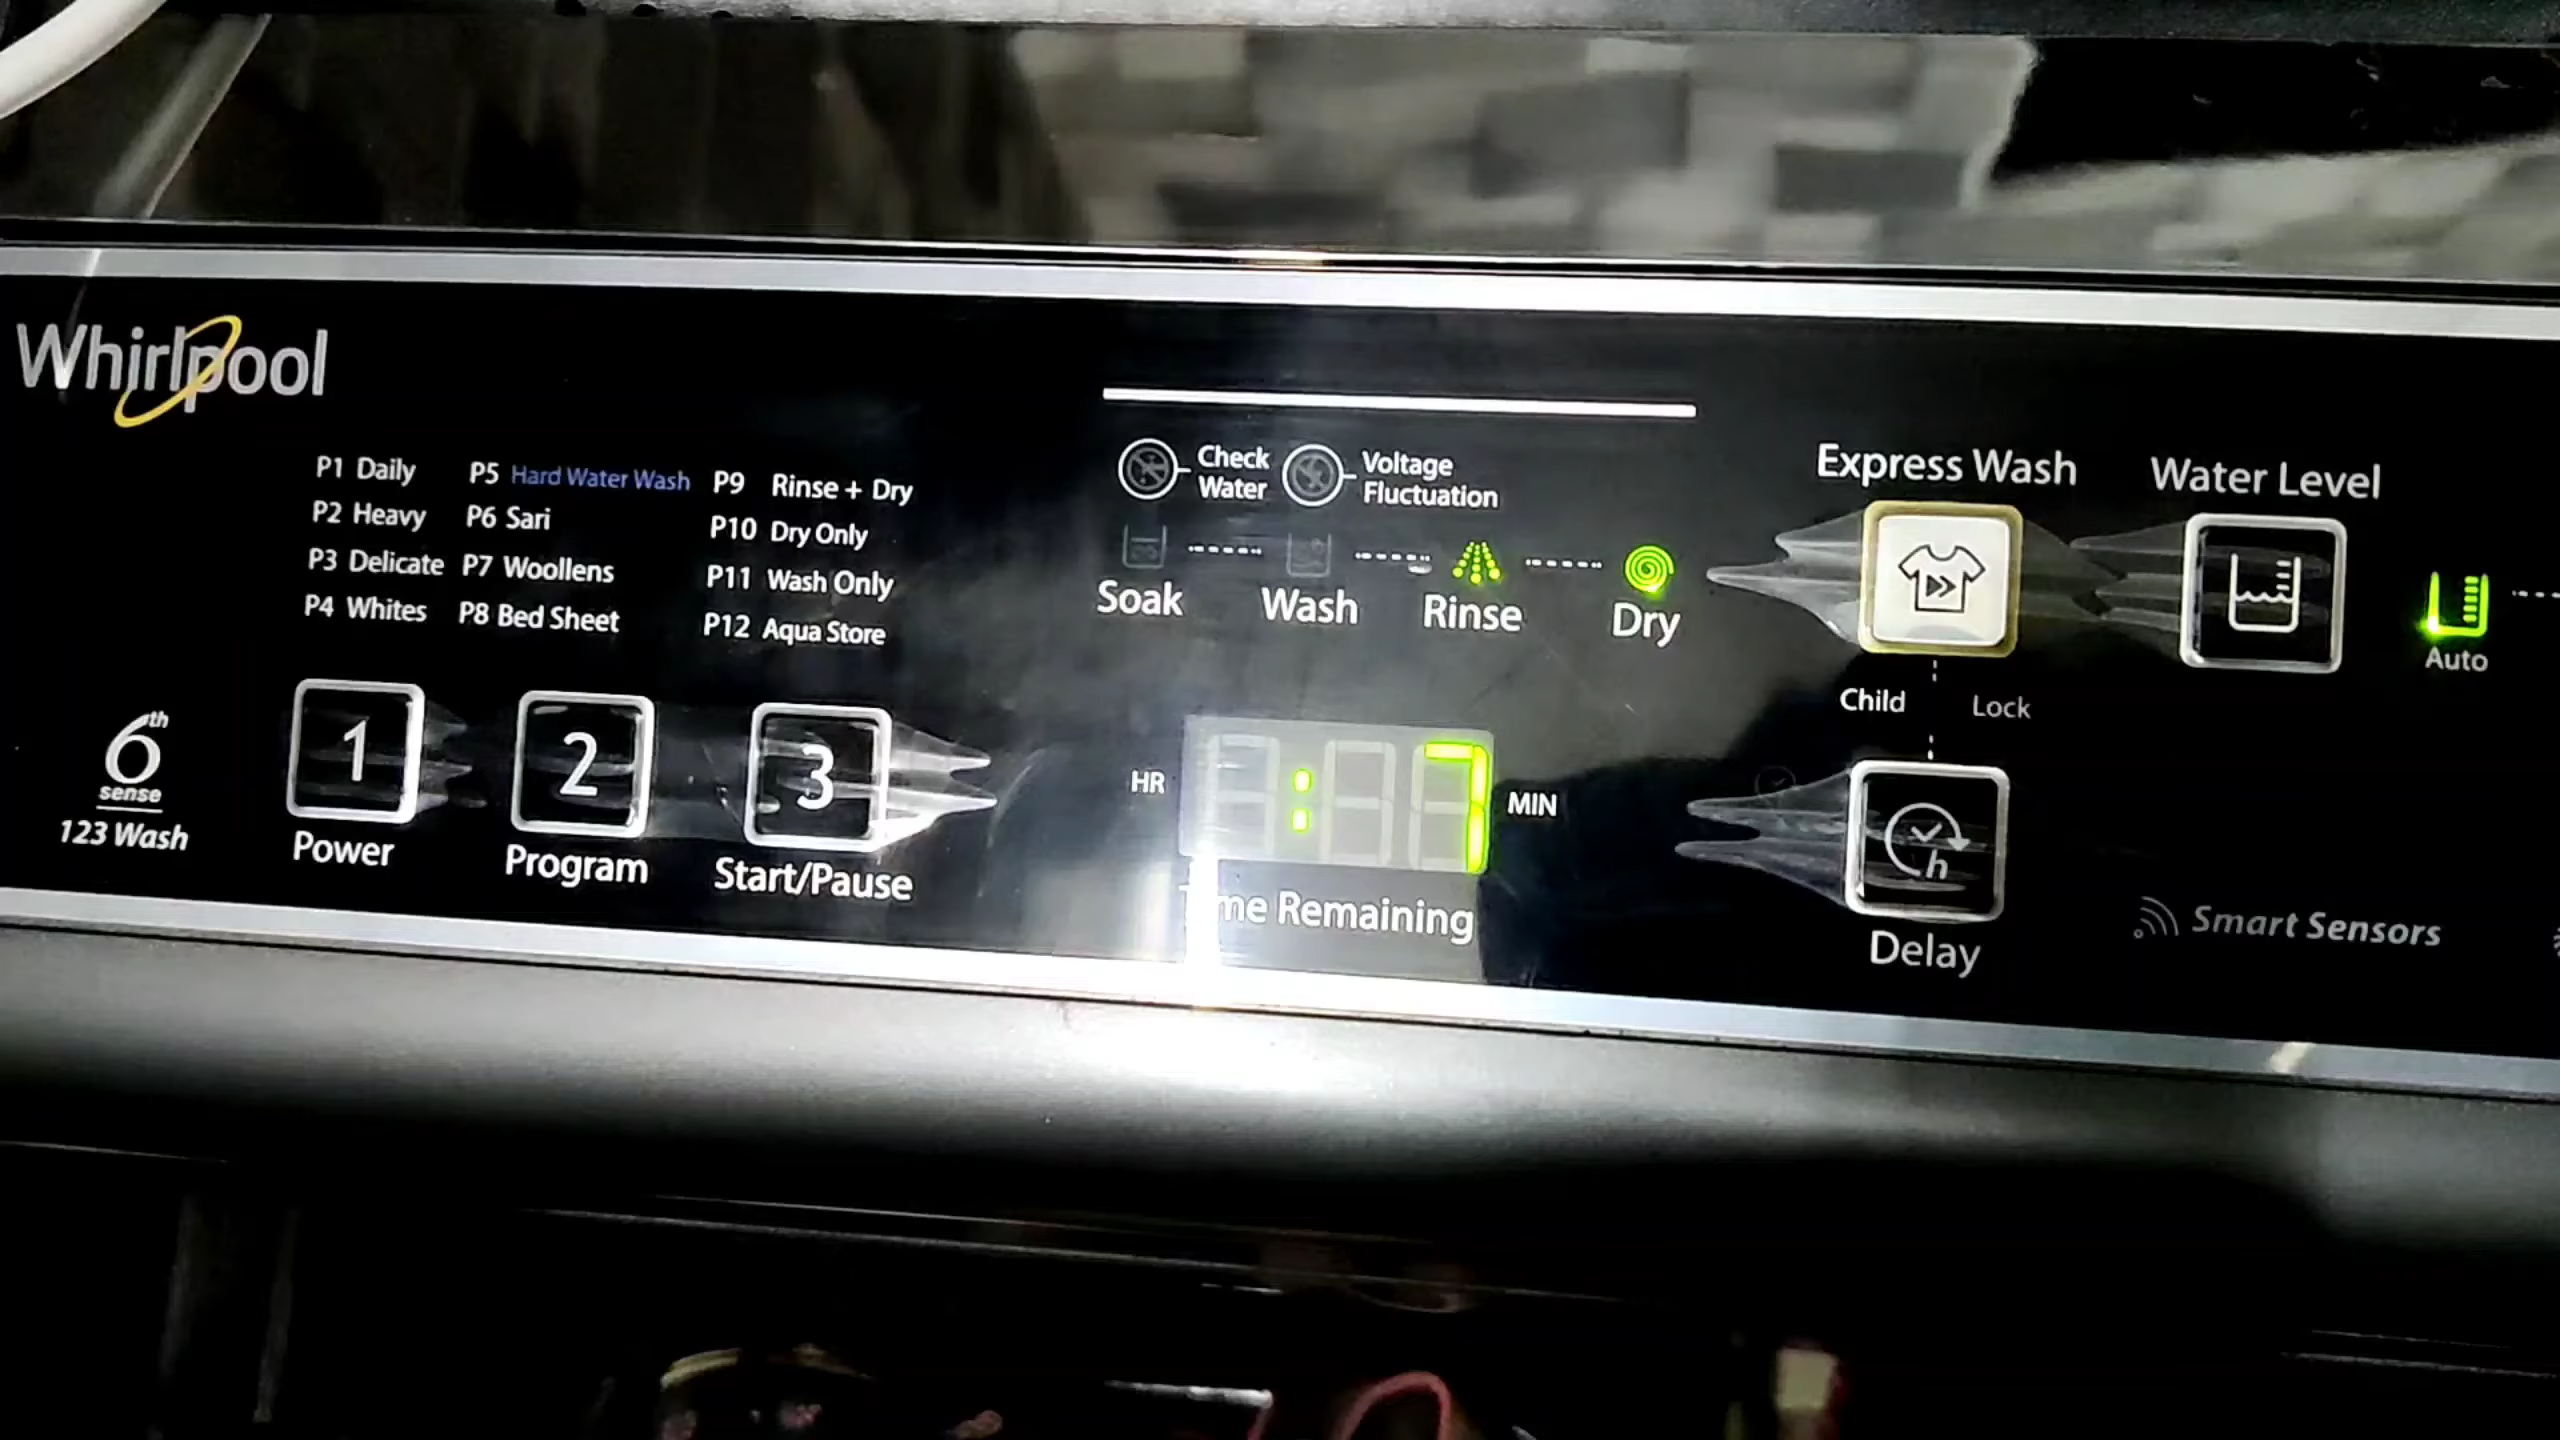 Whirlpool
P1 Daily
P2 Heavy
P3 Delicate
P4 Whites
P5 Hard Water Wash
P6 Sari
P7 Woollens
P8 Bed Sheet
P9 Rinse + Dry
P10 Dry Only
P11 Wash Only
P12 Aqua Store
6th
sense
123 Wash
1
Power
2
Program
3
Start/Pause
Check
Water
Voltage
Fluctuation
Soak
Wash
Rinse
Dry
HR
:7
MIN
Time Remaining
Express Wash
Child Lock
h
Delay
Water Level
Auto
Smart Sensors